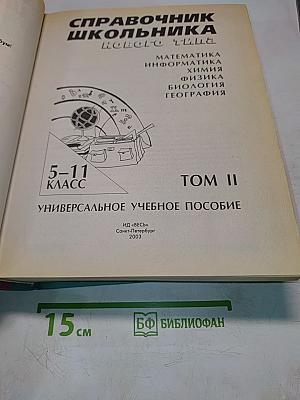 СПРАВОЧНИК
ШКОЛЬНИКА
НОВОГО ТИПА
МАТЕМАТИКА
ИНФОРМАТИКА
ХИМИЯ
ФИЗИКА
БИОЛОГИЯ
ГЕОГРАФИЯ
5–11
КЛАСС
ТОМ II
УНИВЕРСАЛЬНОЕ УЧЕБНОЕ ПОСОБИЕ
ИД «ВЕСЬ»
Санкт-Петербург
2003
15 см
БФ БИБЛИОФАН